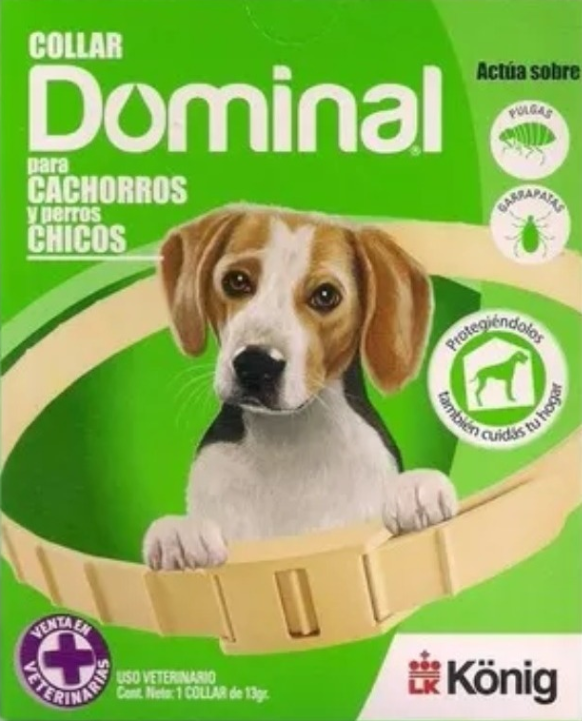 COLLAR
Dominal®
para
CACHORROS
y perros
CHICOS
Actúa sobre
PULGAS
GARRAPATAS
Protegiéndolos
también cuidás tu hogar
VENTA EN
VETERINARIAS
USO VETERINARIO
Cont. Neto: 1 COLLAR de 13gr.
LK König